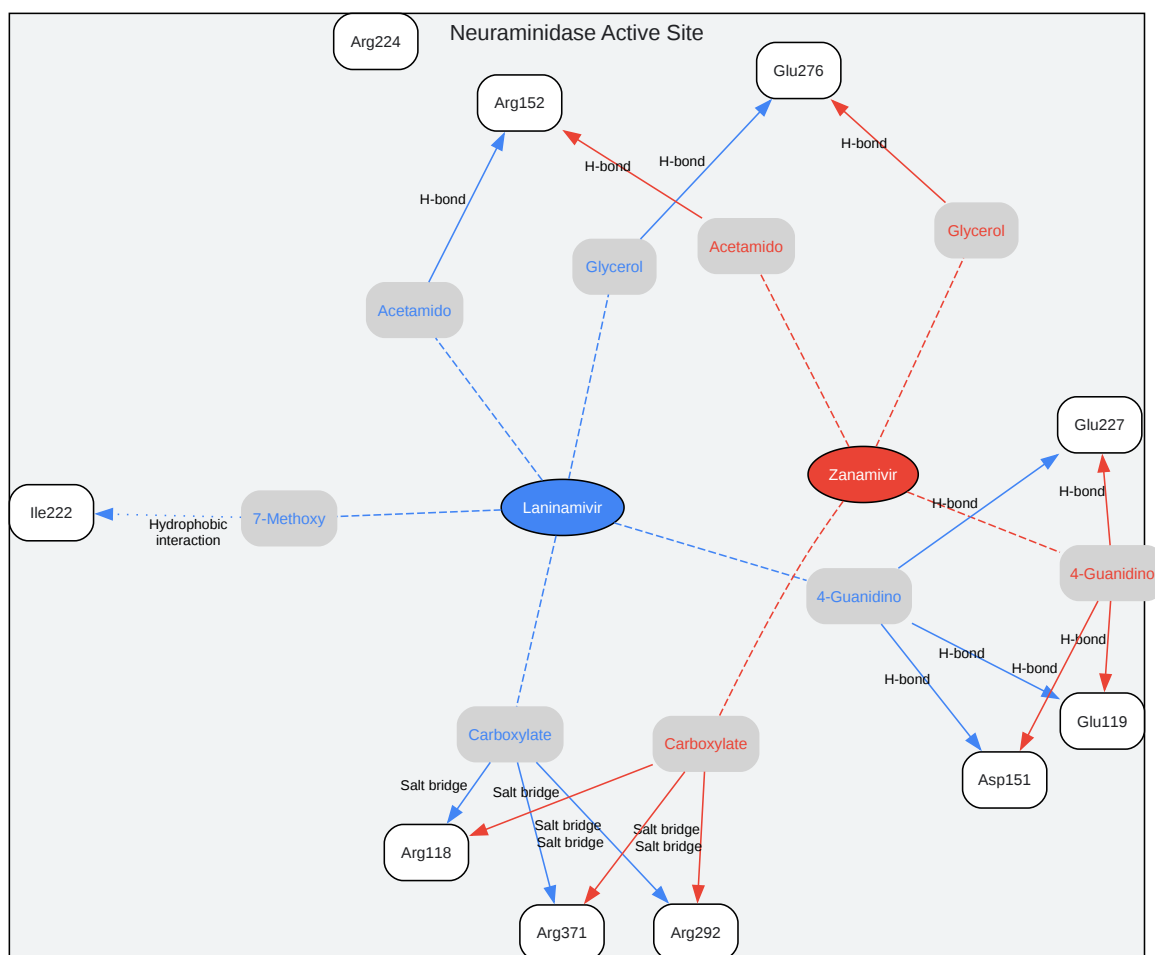 Neuraminidase Active Site
Arg224
Glu276
Arg152
H-bond
H-bond
H-bond
H-bond
Glycerol
Acetamido
Glycerol
Acetamido
Glu227
Zanamivir
H-bond
H-bond
Laninamivir
Ile222
7-Methoxy
Hydrophobic
interaction
4-Guanidino
4-Guanidino
H-bond
H-bond
H-bond
H-bond
Glu119
Asp151
Carboxylate
Carboxylate
Salt bridge
Salt bridge
Salt bridge
Salt bridge
Salt bridge
Salt bridge
Arg118
Arg371
Arg292